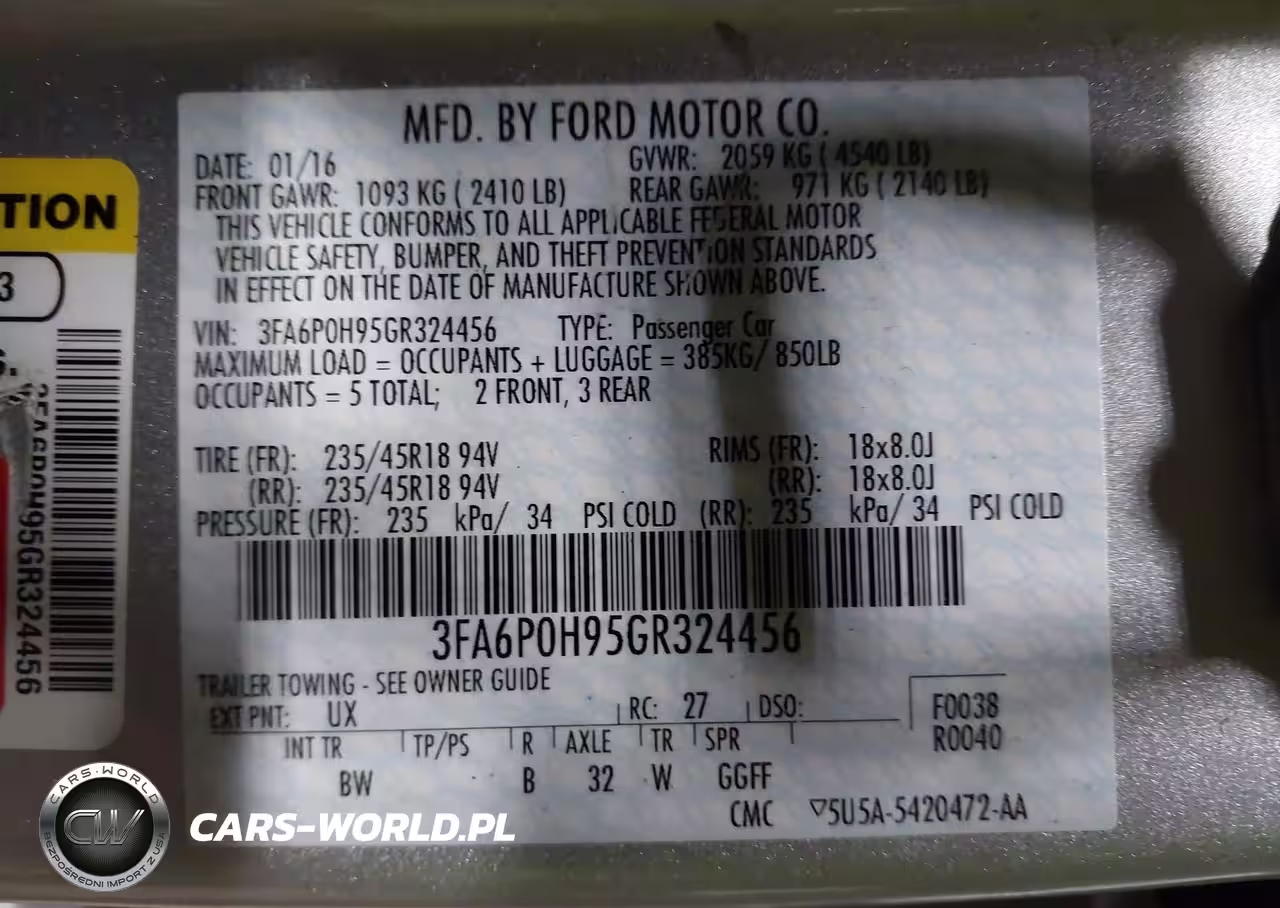 MFD. BY FORD MOTOR CO.
DATE: 01/16 GVWR: 2059 KG ( 4540 LB)
FRONT GAWR: 1093 KG ( 2410 LB) REAR GAWR: 971 KG ( 2140 LB)
THIS VEHICLE CONFORMS TO ALL APPLICABLE FEDERAL MOTOR
VEHICLE SAFETY, BUMPER, AND THEFT PREVENTION STANDARDS
IN EFFECT ON THE DATE OF MANUFACTURE SHOWN ABOVE.
VIN: 3FA6P0H95GR324456 TYPE: Passenger Car
MAXIMUM LOAD = OCCUPANTS + LUGGAGE = 385KG/ 850LB
OCCUPANTS = 5 TOTAL; 2 FRONT, 3 REAR
TIRE (FR): 235/45R18 94V RIMS (FR): 18x8.0J
(RR): 235/45R18 94V (RR): 18x8.0J
PRESSURE (FR): 235 kPa/ 34 PSI COLD (RR): 235 kPa/ 34 PSI COLD
3FA6P0H95GR324456
TRAILER TOWING - SEE OWNER GUIDE
EXT PNT: UX RC: 27 DSO: F0038
R0040
INT TR TP/PS R AXLE TR SPR
BW B 32 W GGFF
CMC ▽5U5A-5420472-AA
TION
3
3FA6P0H95GR324456
CARS-WORLD
CW
BEZPOŚREDNI IMPORT Z USA
CARS-WORLD.PL